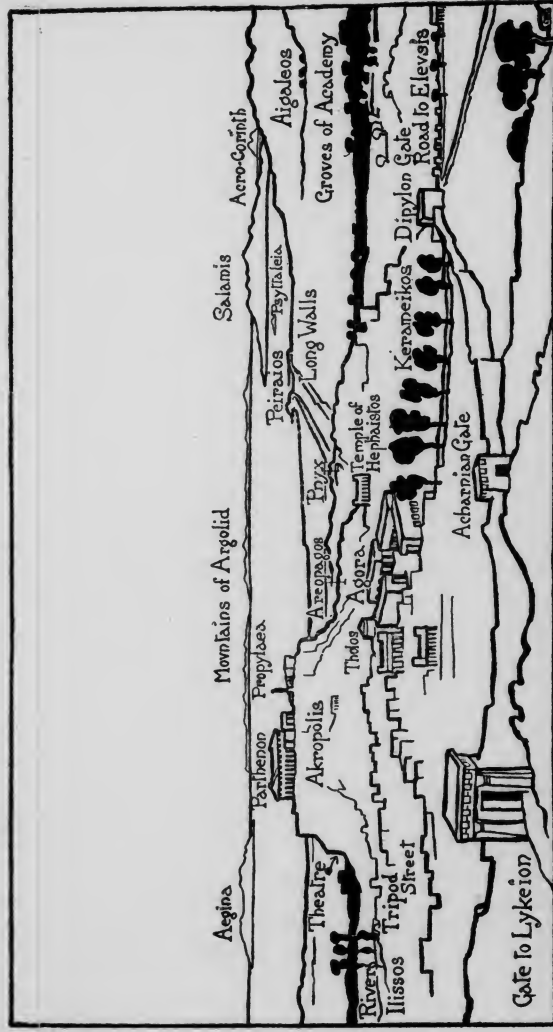 Aegina
Movntains of Argolid
Salamis
Acro-Corinth
Parthenon
Propylaea
Peiraios
Psyttaleia
Aigaleos
Theatre
Akropolis
Areopagos
Pnyx
Long Walls
Groves of Academy
River
Ilissos
Tripod
Street
Tholos
Agora
Temple of
Hephaistos
Kerameikos
Dipylon Gate
Road to Elevsis
Gate to Lykeion
Acharnian Gate